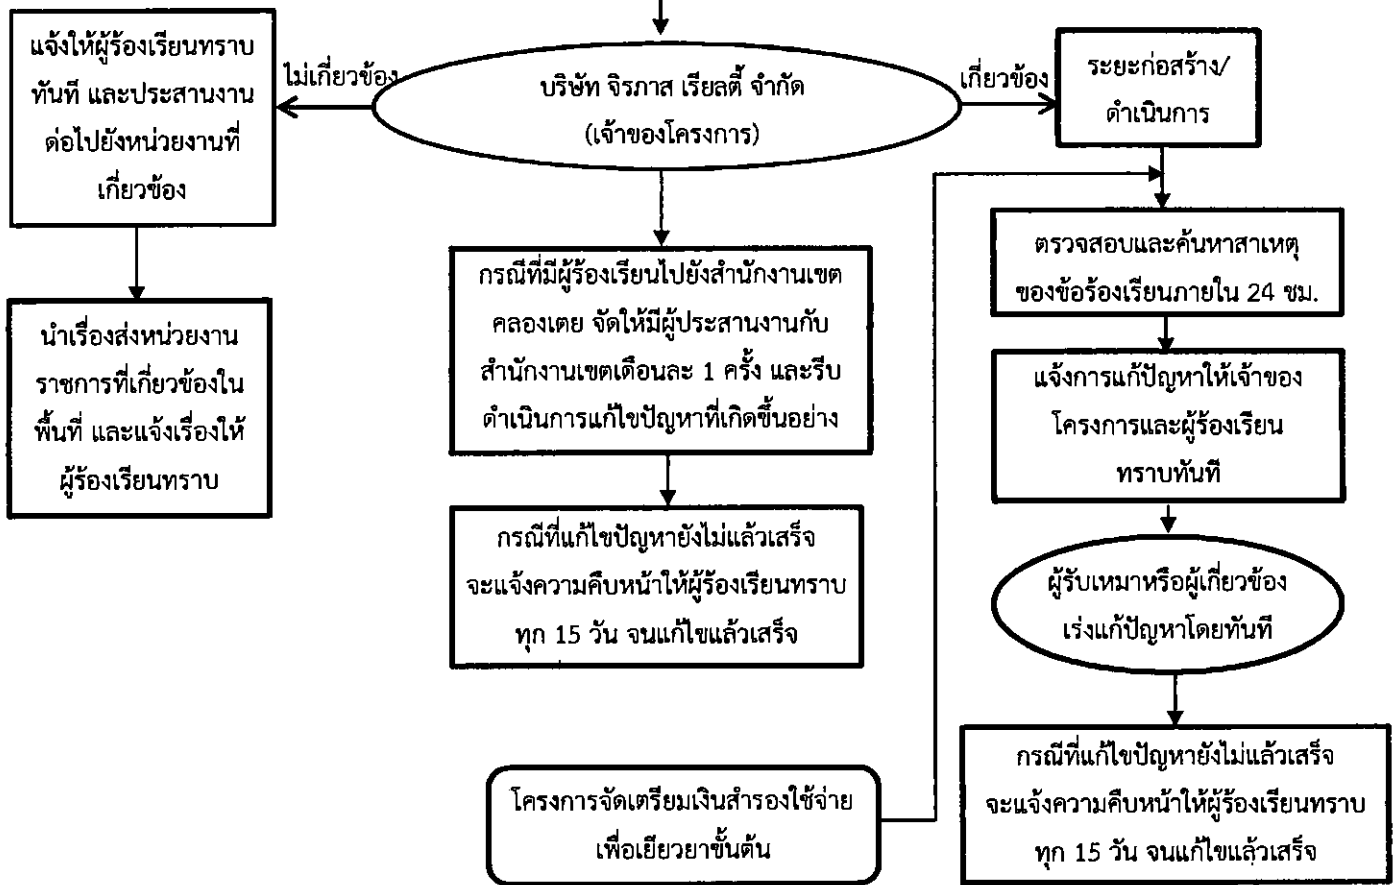 แจ้งให้ผู้ร้องเรียนทราบ
ทันที และประสานงาน
ต่อไปยังหน่วยงานที่
เกี่ยวข้อง
ไม่เกี่ยวข้อง
บริษัท จิรภาส เรียลตี้ จำกัด
(เจ้าของโครงการ)
เกี่ยวข้อง
ระยะก่อสร้าง/
ดำเนินการ
นำเรื่องส่งหน่วยงาน
ราชการที่เกี่ยวข้องใน
พื้นที่ และแจ้งเรื่องให้
ผู้ร้องเรียนทราบ
กรณีที่มีผู้ร้องเรียนไปยังสำนักงานเขต
คลองเตย จัดให้มีผู้ประสานงานกับ
สำนักงานเขตเดือนละ 1 ครั้ง และรีบ
ดำเนินการแก้ไขปัญหาที่เกิดขึ้นอย่าง
กรณีที่แก้ไขปัญหายังไม่แล้วเสร็จ
จะแจ้งความคืบหน้าให้ผู้ร้องเรียนทราบ
ทุก 15 วัน จนแก้ไขแล้วเสร็จ
โครงการจัดเตรียมเงินสำรองใช้จ่าย
เพื่อเยียวยาขั้นต้น
ตรวจสอบและค้นหาสาเหตุ
ของข้อร้องเรียนภายใน 24 ชม.
แจ้งการแก้ปัญหาให้เจ้าของ
โครงการและผู้ร้องเรียน
ทราบทันที
ผู้รับเหมาหรือผู้เกี่ยวข้อง
เร่งแก้ปัญหาโดยทันที
กรณีที่แก้ไขปัญหายังไม่แล้วเสร็จ
จะแจ้งความคืบหน้าให้ผู้ร้องเรียนทราบ
ทุก 15 วัน จนแก้ไขแล้วเสร็จ